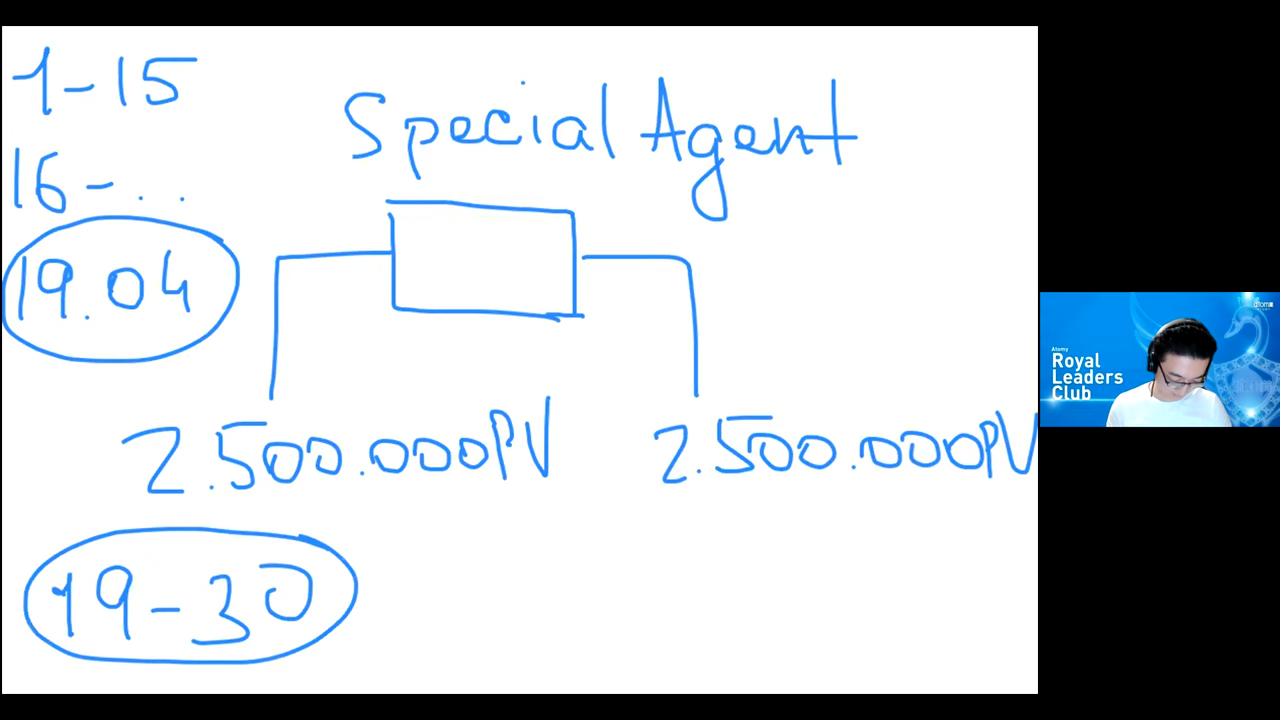 1-15
Special Agent
16-...
19.04
2.500.000PV
2.500.000PV
19-30
Atomy
Royal
Leaders
Club